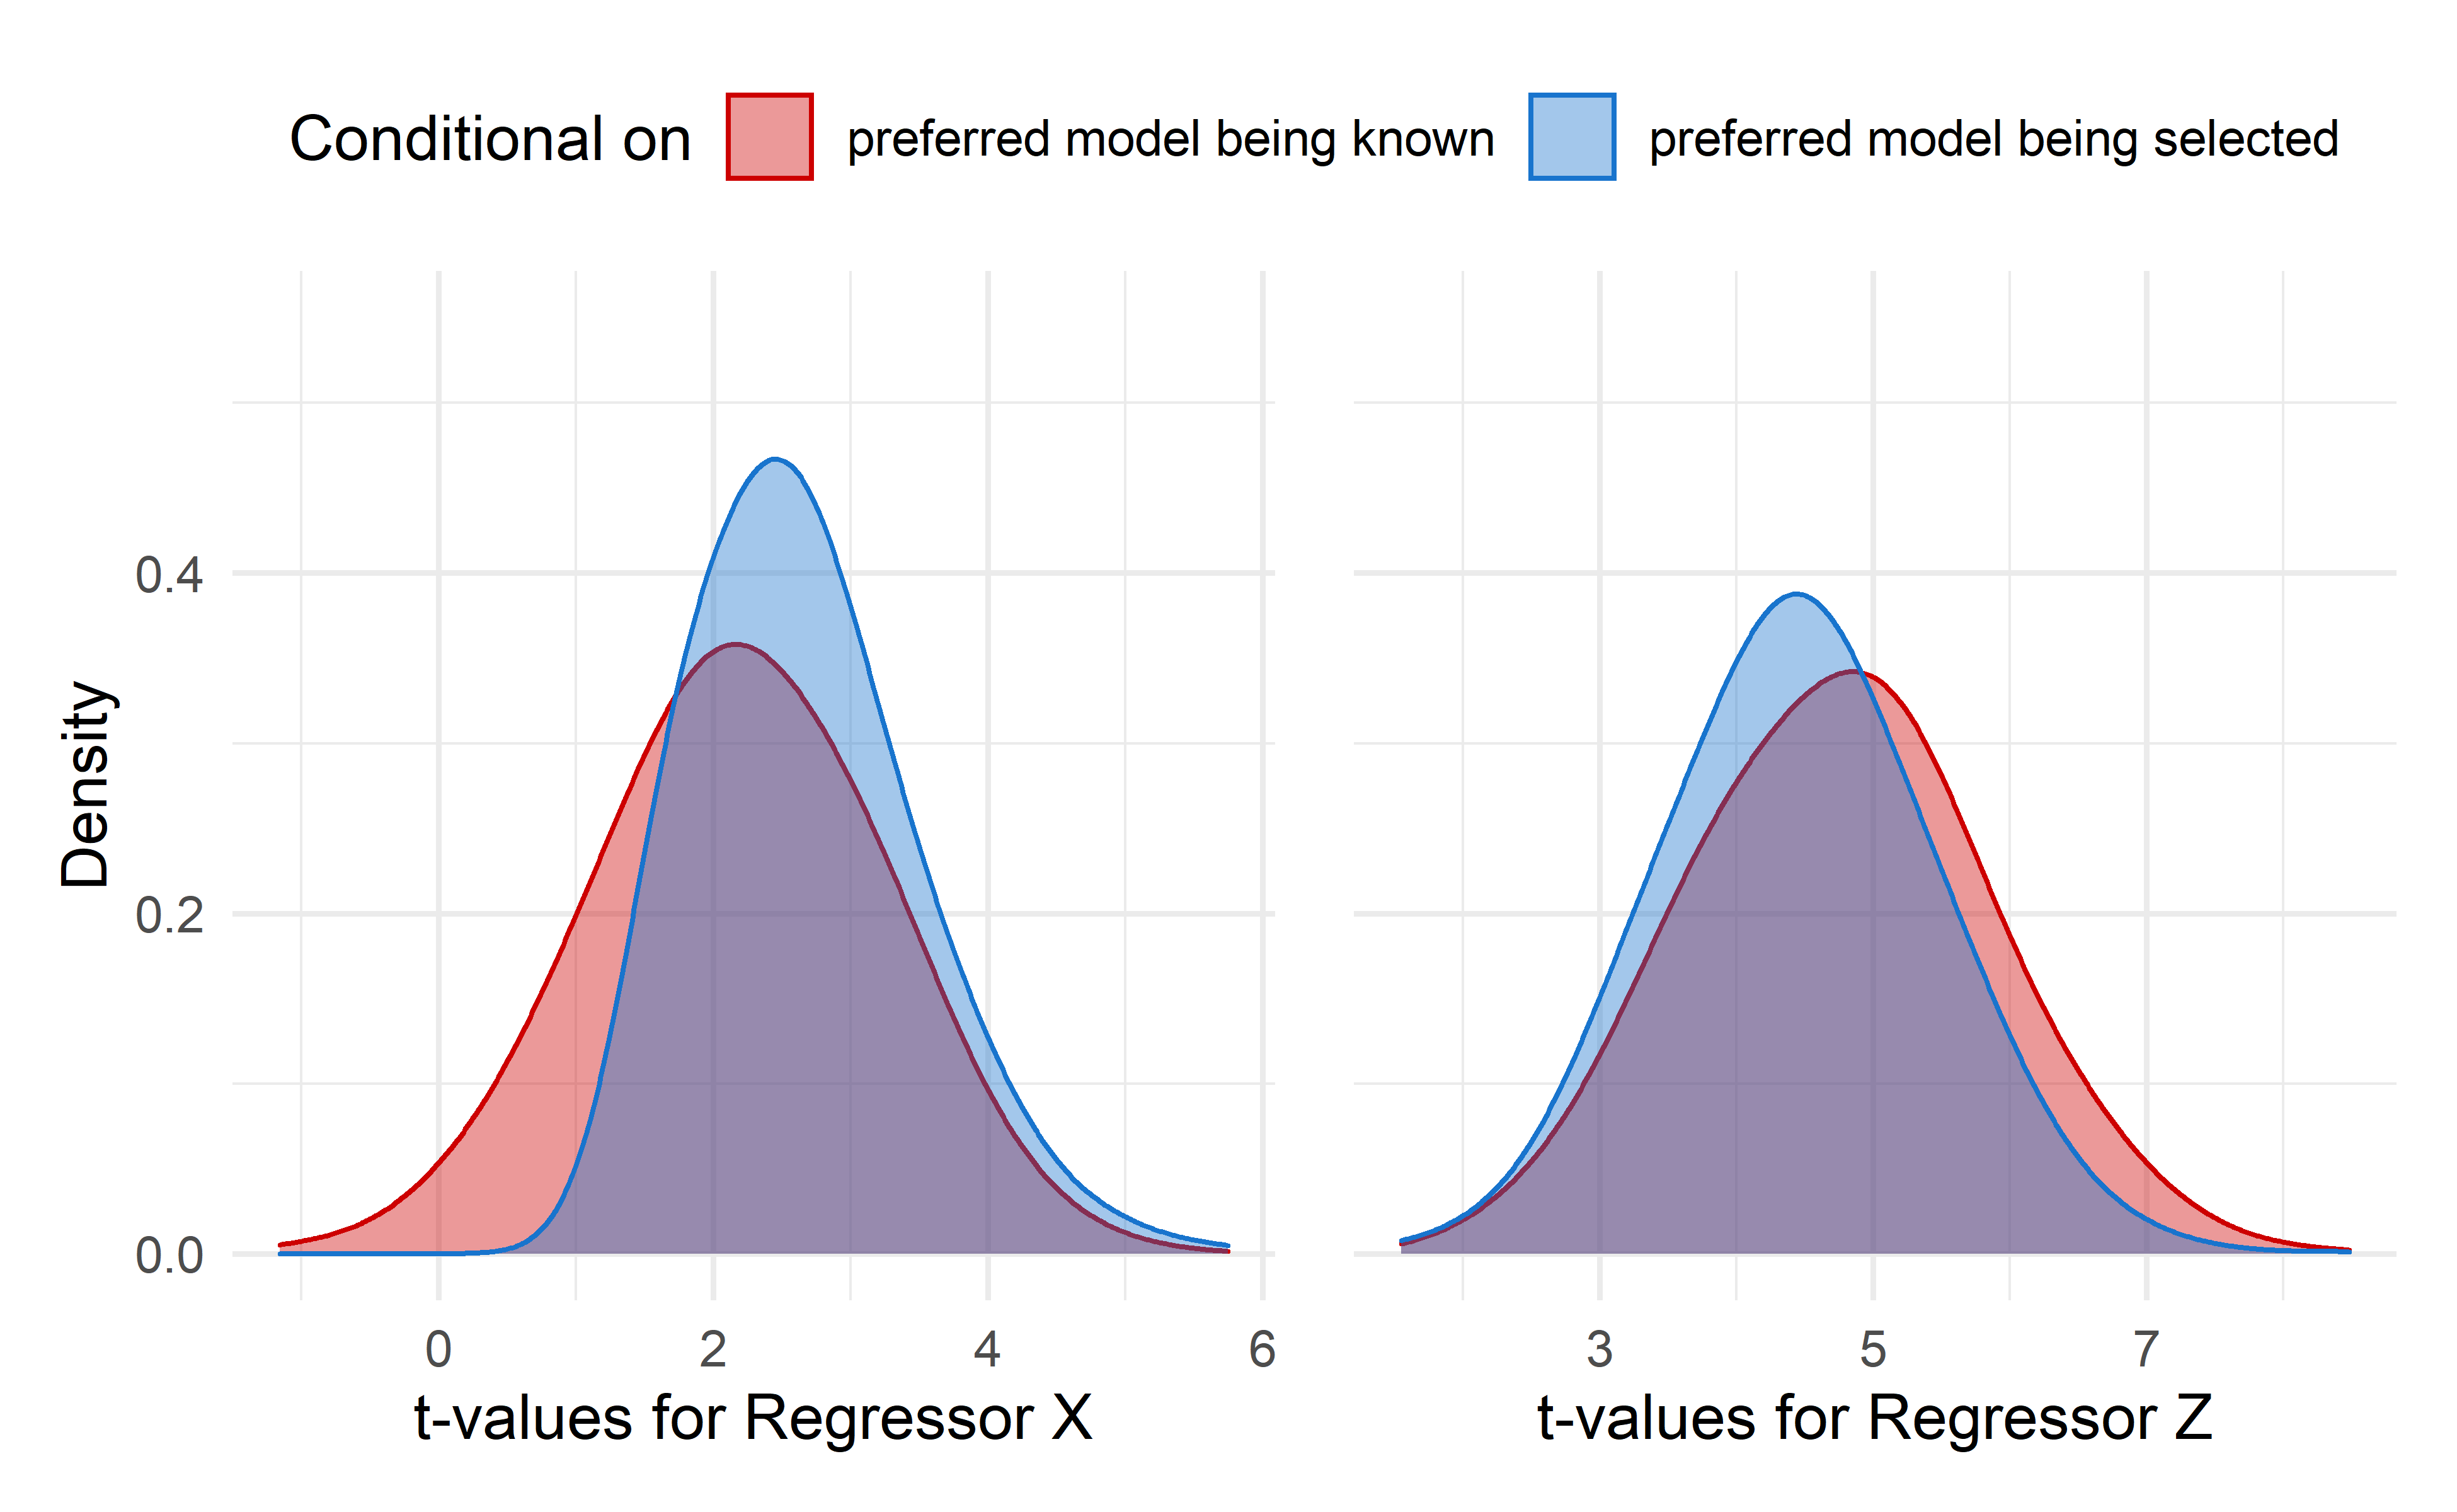 Conditional on preferred model being known preferred model being selected
Density
0.4
0.2
0.0
0 2 4 6 3 5 7
t-values for Regressor X t-values for Regressor Z